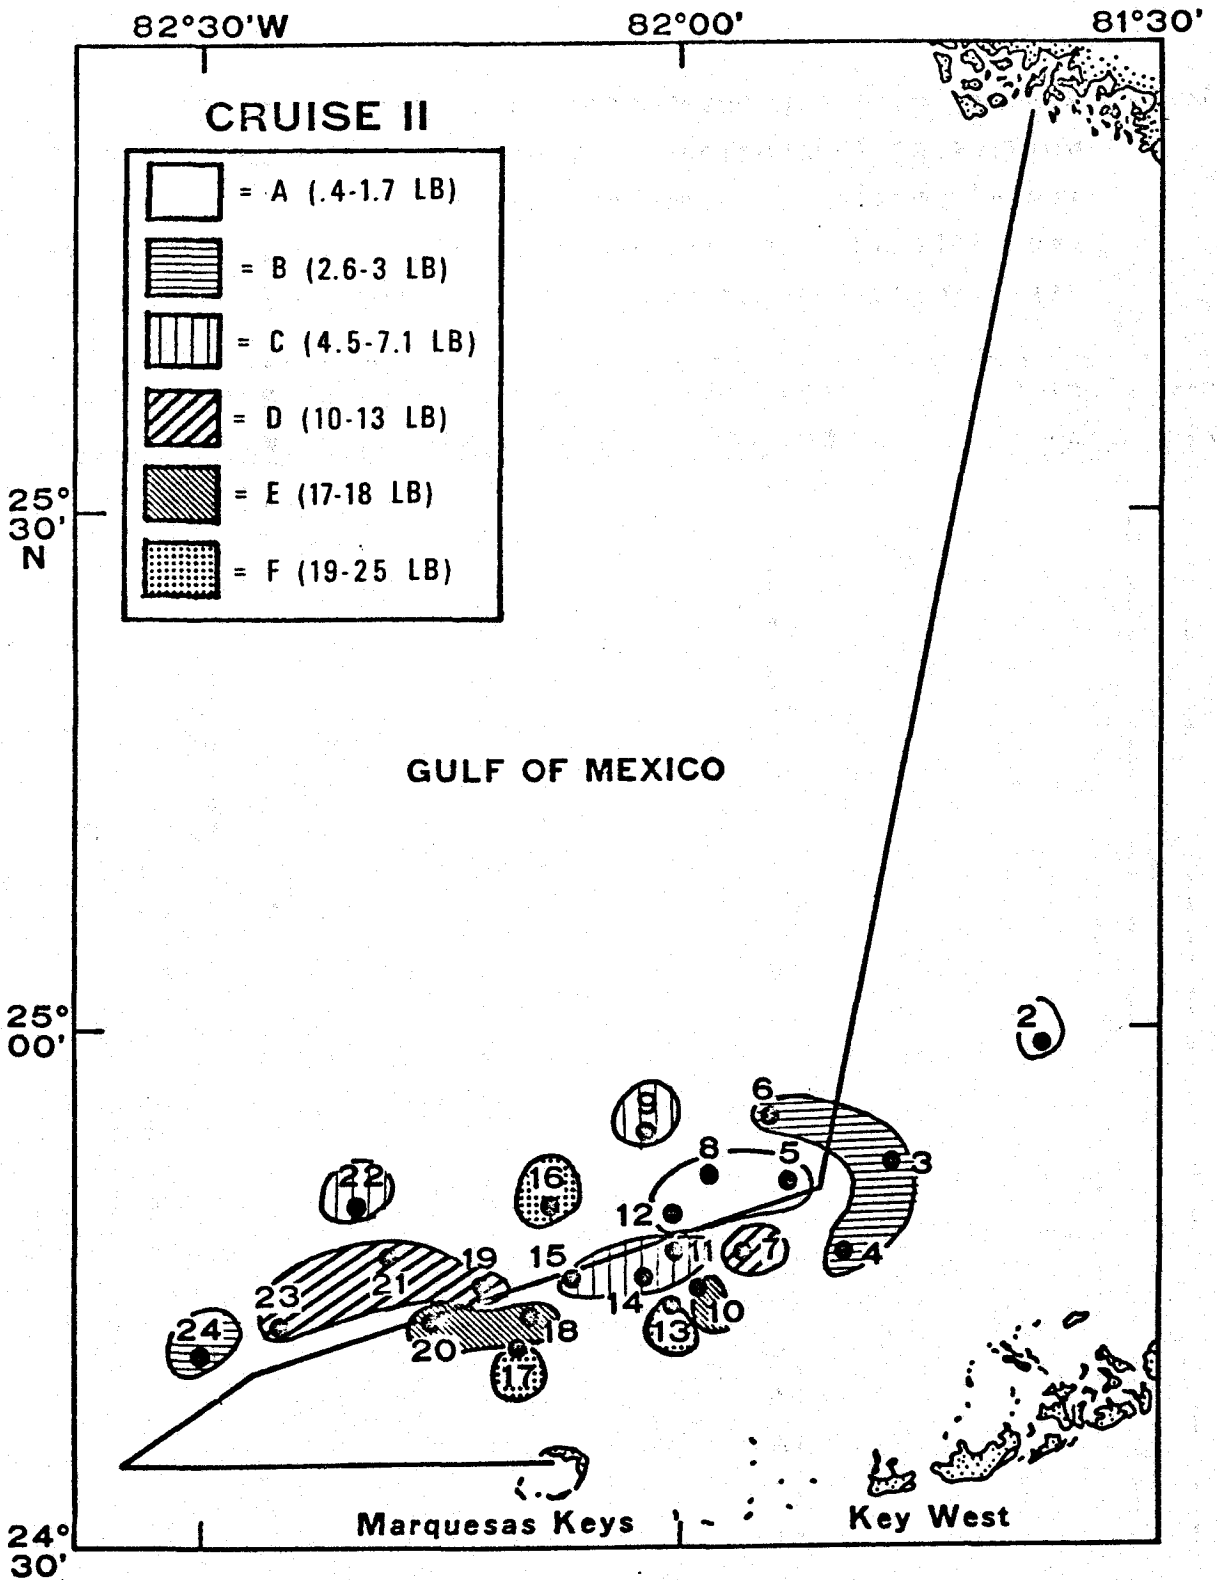 82°30'W 82°00' 81°30'
CRUISE II
= A (.4-1.7 LB)
= B (2.6-3 LB)
= C (4.5-7.1 LB)
= D (10-13 LB)
= E (17-18 LB)
= F (19-25 LB)
25°
30'
N
GULF OF MEXICO
25°
00'
2
6
9
8 5 3
22 16
12
15 11 7 4
19
21
14
23 10
24 18 13
20
17
Marquesas Keys Key West
24°
30'